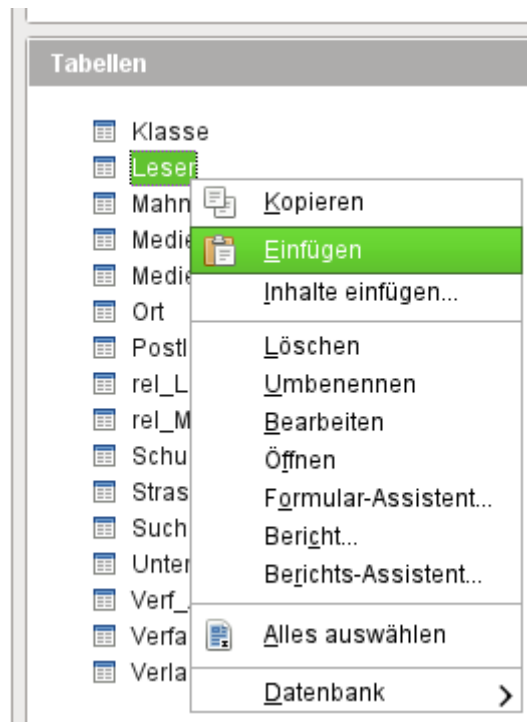 Tabellen
Klasse
Leser
Mahn
Medie
Medie
Ort
Postl
rel_L
rel_M
Schu
Stras
Such
Unter
Verf_
Verfa
Verla
Kopieren
Einfügen
Inhalte einfügen...
Löschen
Umbenennen
Bearbeiten
Öffnen
Formular-Assistent...
Bericht...
Berichts-Assistent...
Alles auswählen
Datenbank